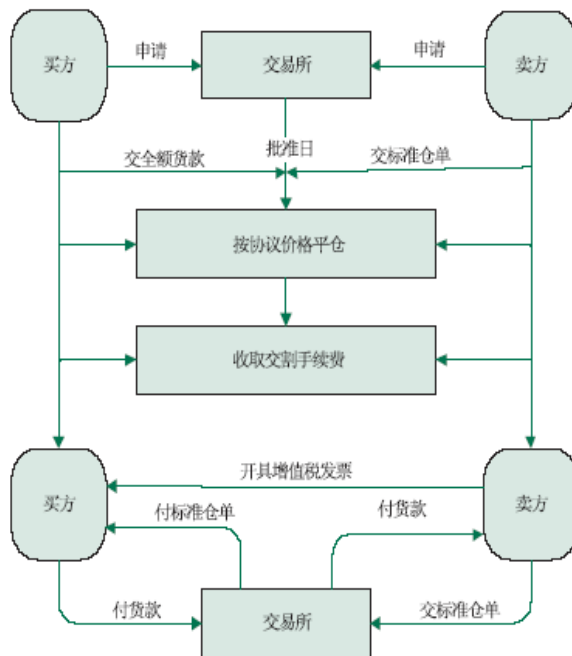 申请
申请
买方
交易所
卖方
批准日
交全额货款
交标准仓单
按协议价格平仓
收取交割手续费
开具增值税发票
买方
卖方
付标准仓单
付货款
付货款
交易所
交标准仓单